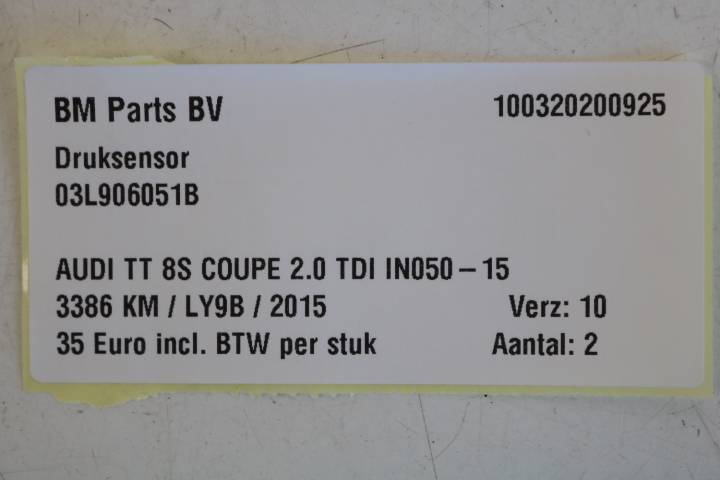 BM Parts BV 100320200925
Druksensor
03L906051B
AUDI TT 8S COUPE 2.0 TDI IN050 – 15
3386 KM / LY9B / 2015 Verz: 10
35 Euro incl. BTW per stuk Aantal: 2